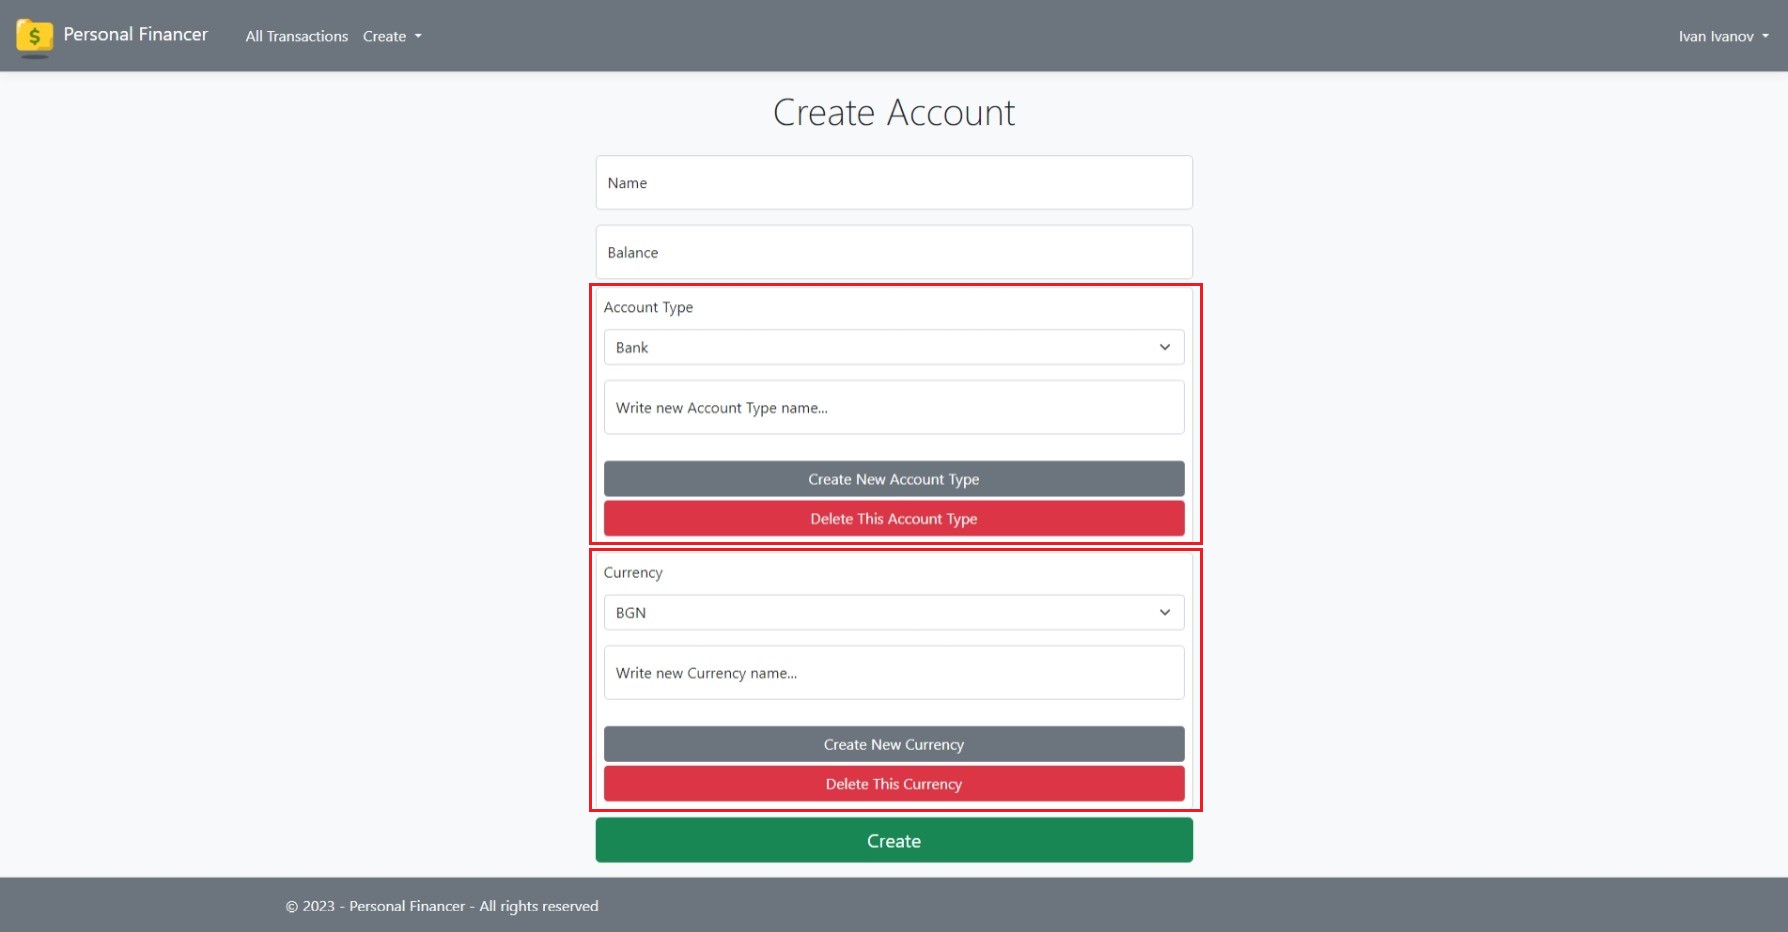 $
Personal Financer
All Transactions
Create
Ivan Ivanov
Create Account
Name
Balance
Account Type
Bank
Write new Account Type name...
Create New Account Type
Delete This Account Type
Currency
BGN
Write new Currency name...
Create New Currency
Delete This Currency
Create
© 2023 - Personal Financer - All rights reserved